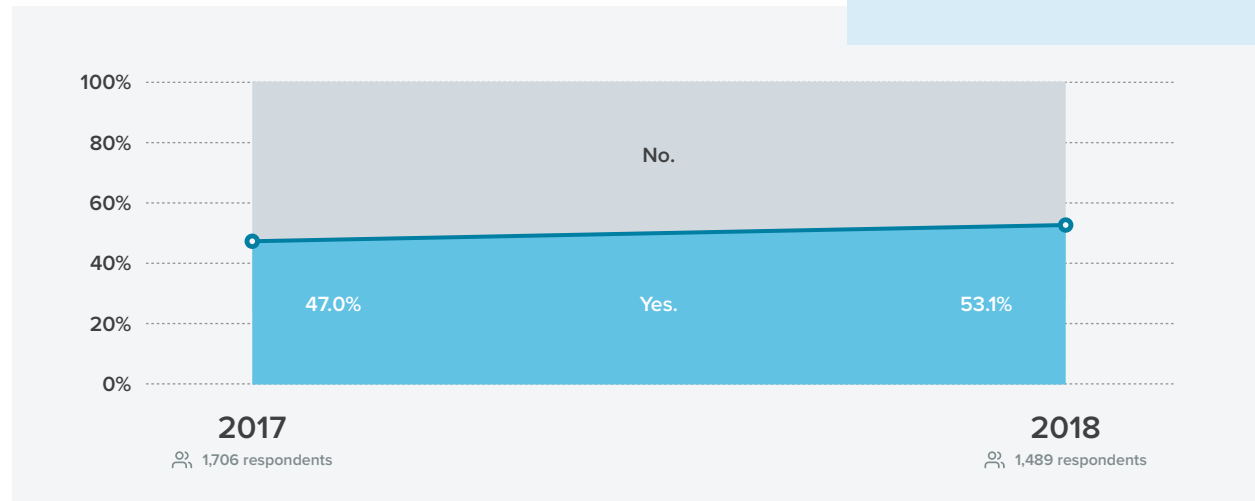 100%
80%
No.
60%
40%
47.0% Yes. 53.1%
20%
0%
2017 2018
1,706 respondents 1,489 respondents